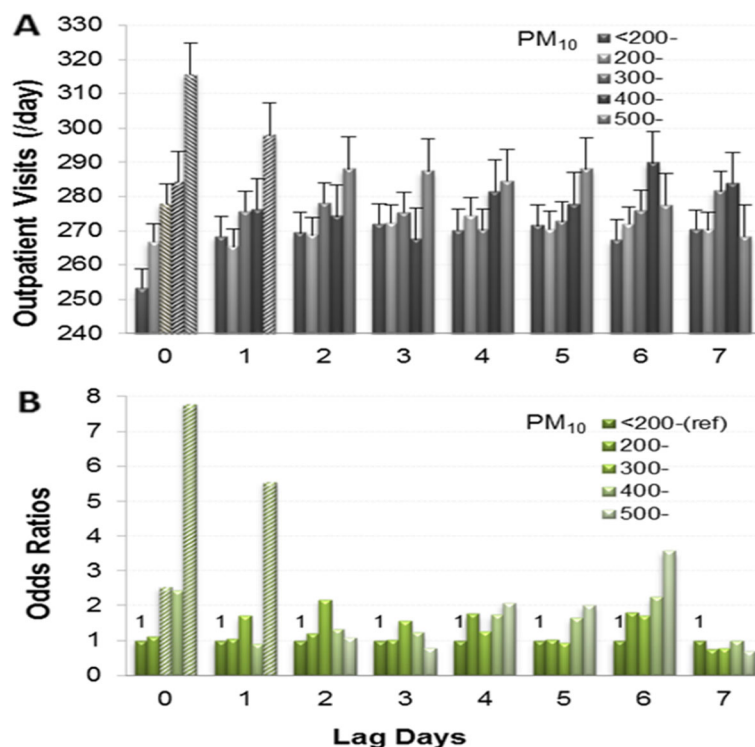 A
Outpatient Visits (/day)
330
320
310
300
290
280
270
260
250
240
PM₁₀
<200-
200-
300-
400-
500-
0 1 2 3 4 5 6 7
B
Odds Ratios
8
7
6
5
4
3
2
1
0
PM₁₀
<200-(ref)
200-
300-
400-
500-
1 1 1 1 1 1 1 1
0 1 2 3 4 5 6 7
Lag Days